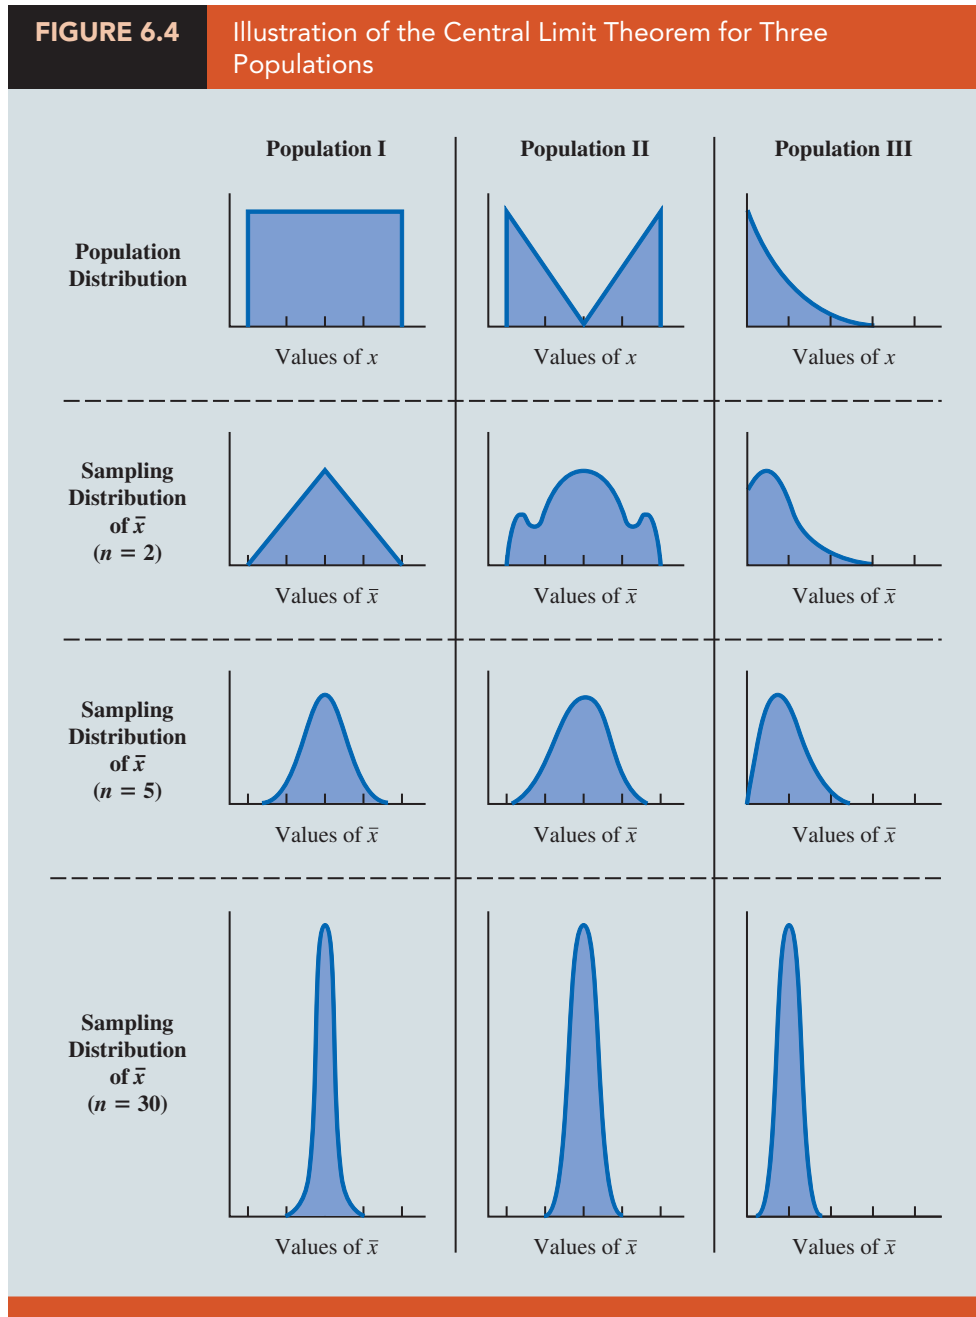 FIGURE 6.4
Illustration of the Central Limit Theorem for Three
Populations
Population I
Population II
Population III
Population
Distribution
Values of x
Values of x
Values of x
Sampling
Distribution
of x̄
(n = 2)
Values of x̄
Values of x̄
Values of x̄
Sampling
Distribution
of x̄
(n = 5)
Values of x̄
Values of x̄
Values of x̄
Sampling
Distribution
of x̄
(n = 30)
Values of x̄
Values of x̄
Values of x̄